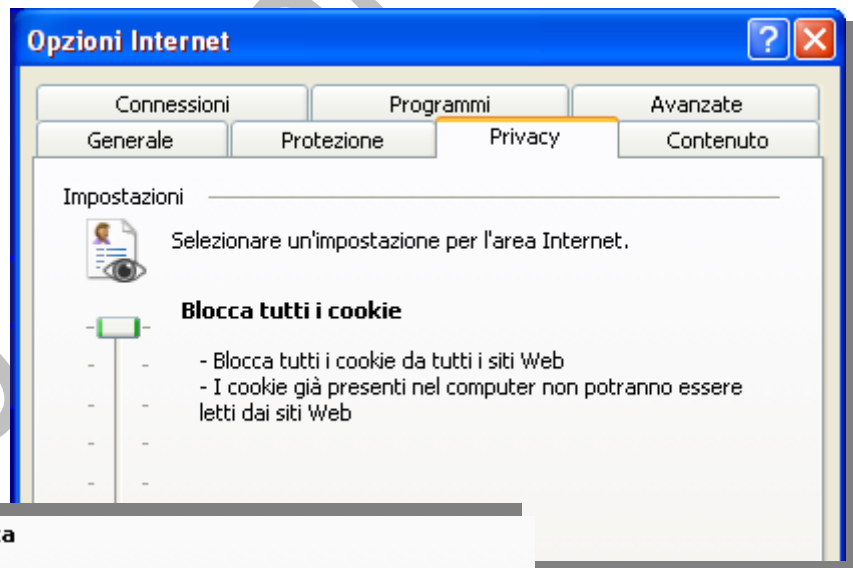 Opzioni Internet
Connessioni Programmi Avanzate
Generale Protezione Privacy Contenuto
Impostazioni
Selezionare un'impostazione per l'area Internet.
Blocca tutti i cookie
- Blocca tutti i cookie da tutti i siti Web
- I cookie già presenti nel computer non potranno essere
letti dai siti Web